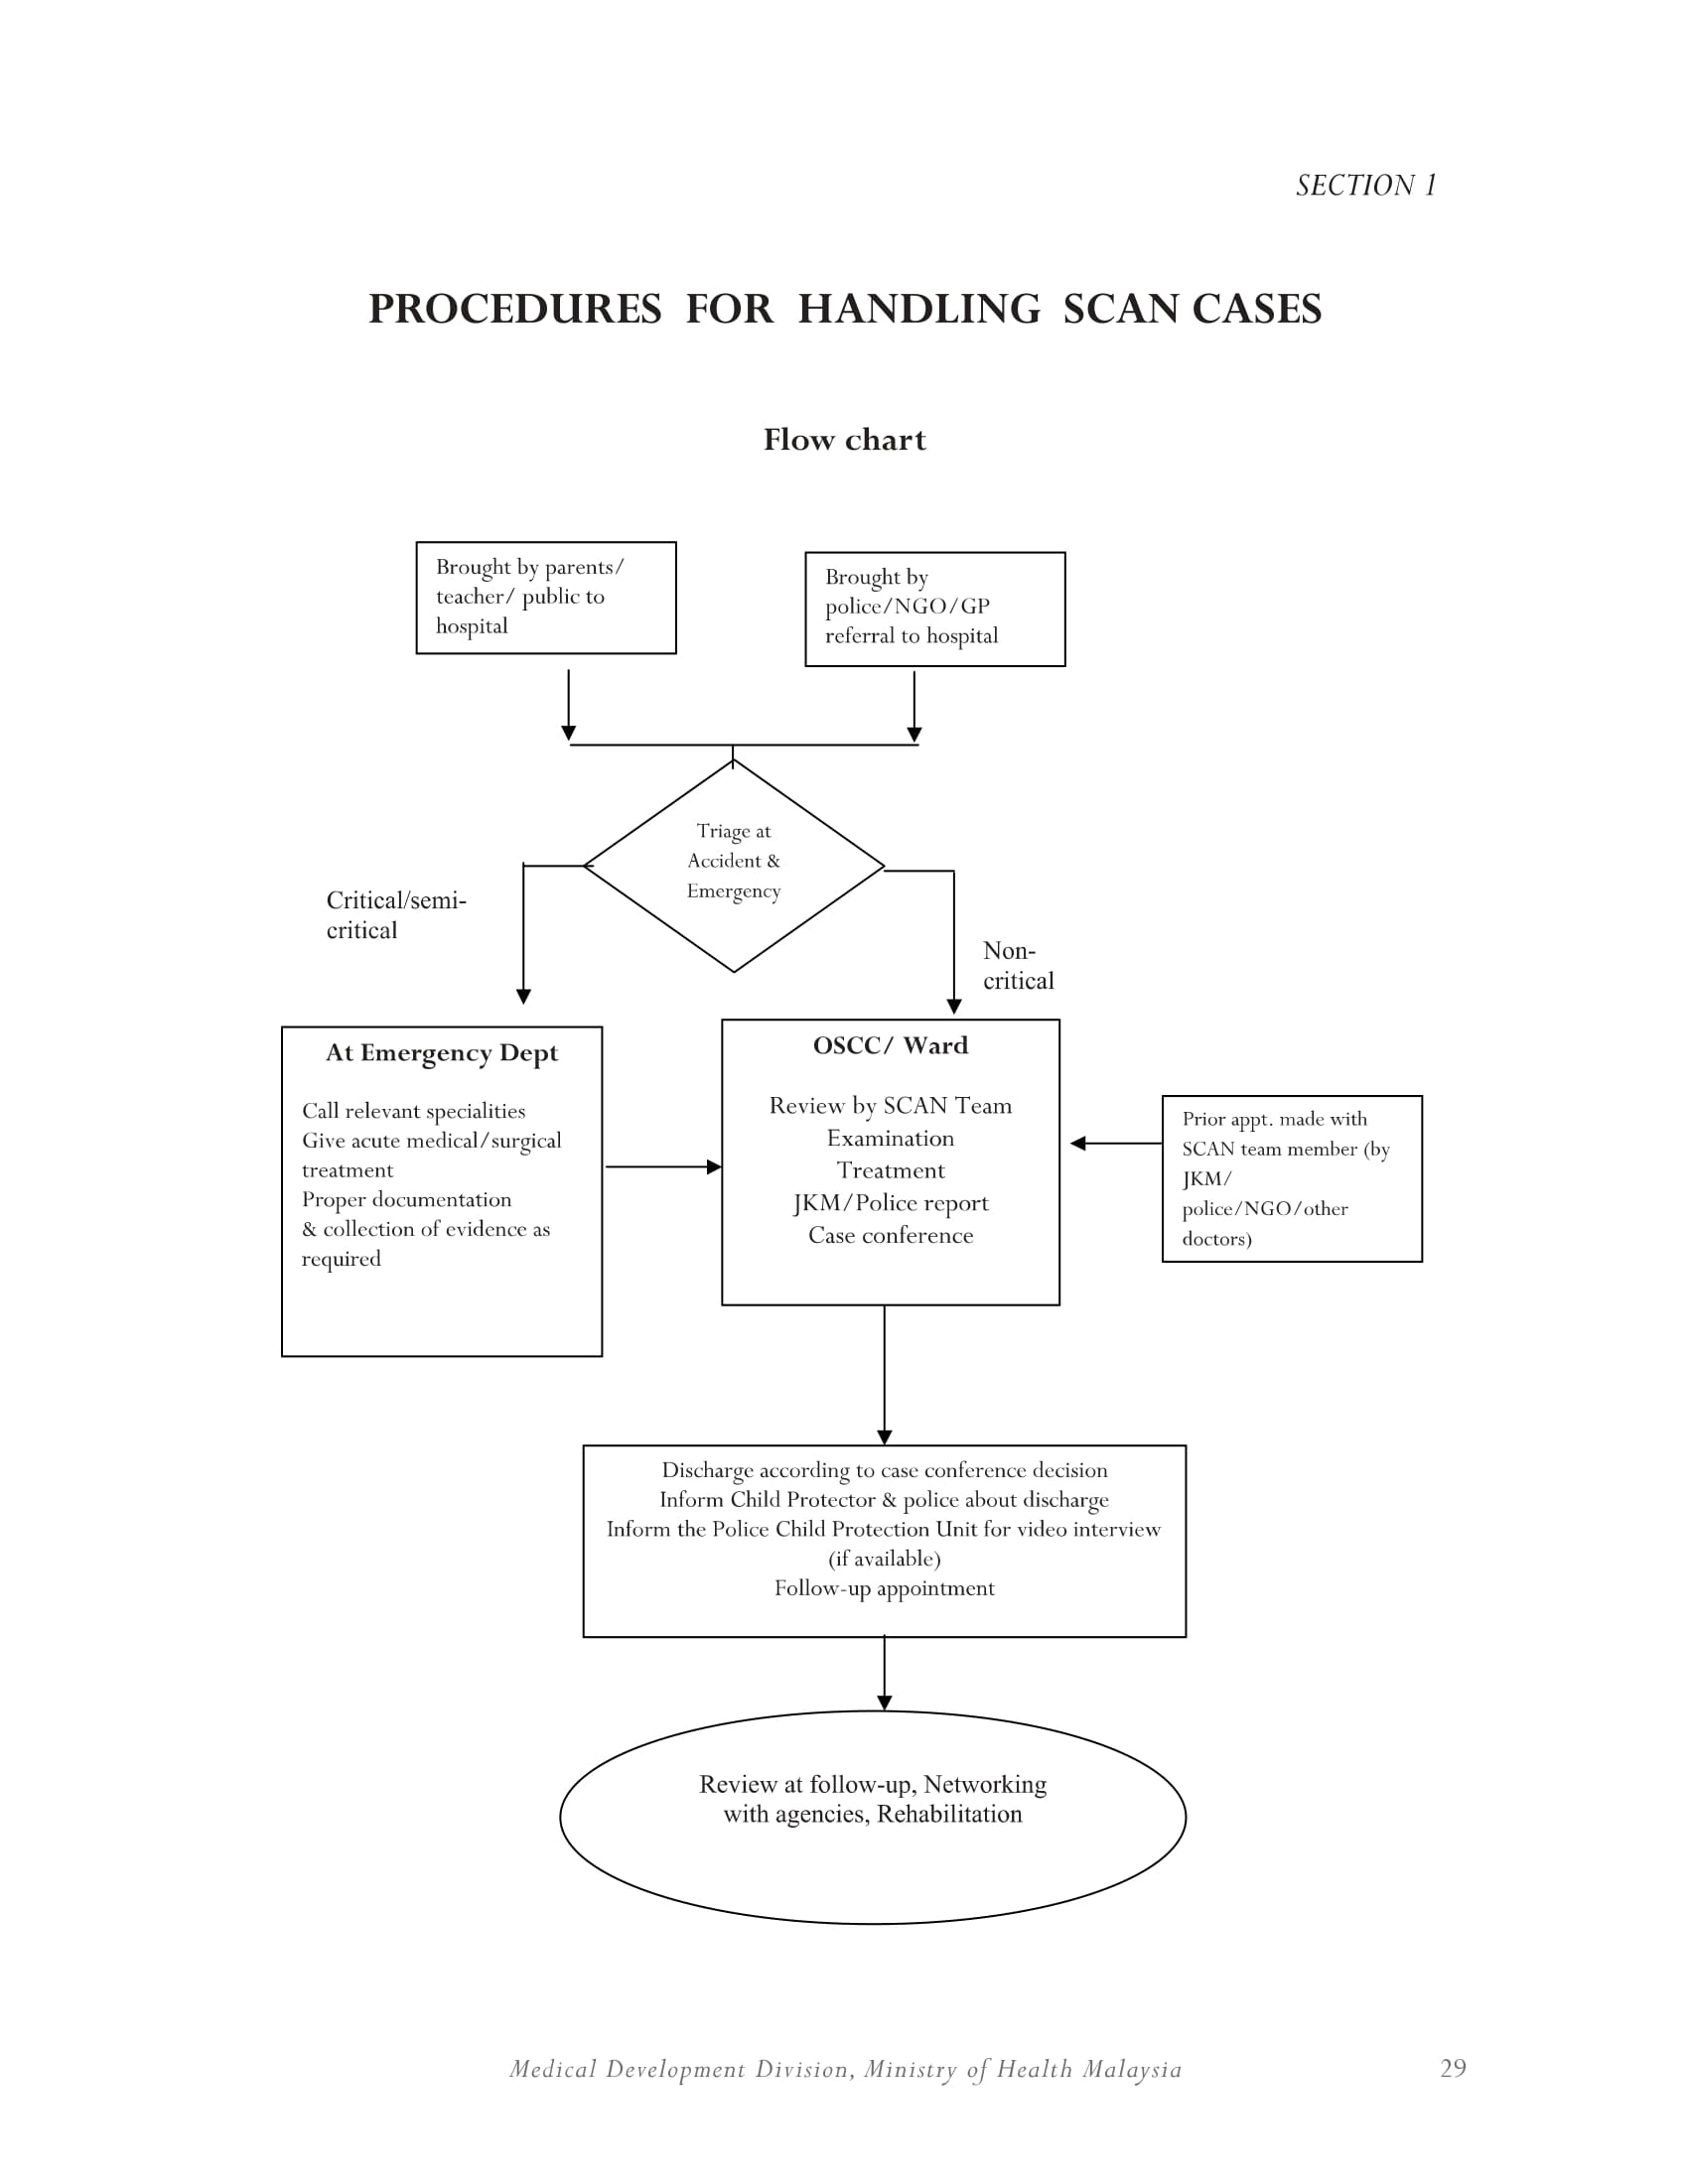 SECTION 1
PROCEDURES FOR HANDLING SCAN CASES
Flow chart
Brought by parents/
teacher/ public to
hospital
Brought by
police/NGO/GP
referral to hospital
Triage at
Accident &
Emergency
Critical/semi-
critical
Non-
critical
At Emergency Dept
Call relevant specialities
Give acute medical/surgical
treatment
Proper documentation
& collection of evidence as
required
OSCC/ Ward
Review by SCAN Team
Examination
Treatment
JKM/Police report
Case conference
Prior appt. made with
SCAN team member (by
JKM/
police/NGO/other
doctors)
Discharge according to case conference decision
Inform Child Protector & police about discharge
Inform the Police Child Protection Unit for video interview
(if available)
Follow-up appointment
Review at follow-up, Networking
with agencies, Rehabilitation
Medical Development Division, Ministry of Health Malaysia
29